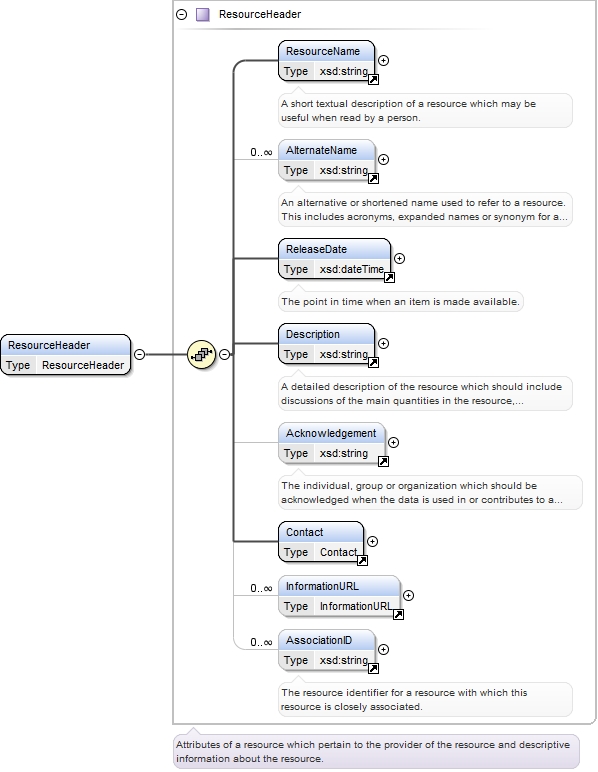 ResourceHeader
ResourceName
Type xsd:string
A short textual description of a resource which may be
useful when read by a person.
0..∞
AlternateName
Type xsd:string
An alternative or shortened name used to refer to a resource.
This includes acronyms, expanded names or synonym for a...
ReleaseDate
Type xsd:dateTime
The point in time when an item is made available.
ResourceHeader
Type ResourceHeader
Description
Type xsd:string
A detailed description of the resource which should include
discussions of the main quantities in the resource,...
Acknowledgement
Type xsd:string
The individual, group or organization which should be
acknowledged when the data is used in or contributes to a...
Contact
Type Contact
0..∞
InformationURL
Type InformationURL
0..∞
AssociationID
Type xsd:string
The resource identifier for a resource with which this
resource is closely associated.
Attributes of a resource which pertain to the provider of the resource and descriptive
information about the resource.